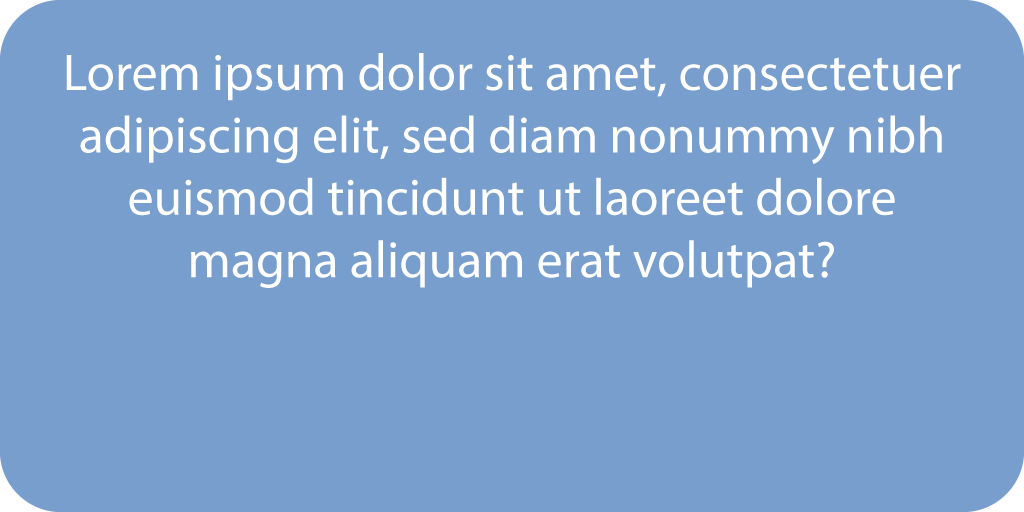 Lorem ipsum dolor sit amet, consectetuer
adipiscing elit, sed diam nonummy nibh
euismod tincidunt ut laoreet dolore
magna aliquam erat volutpat?